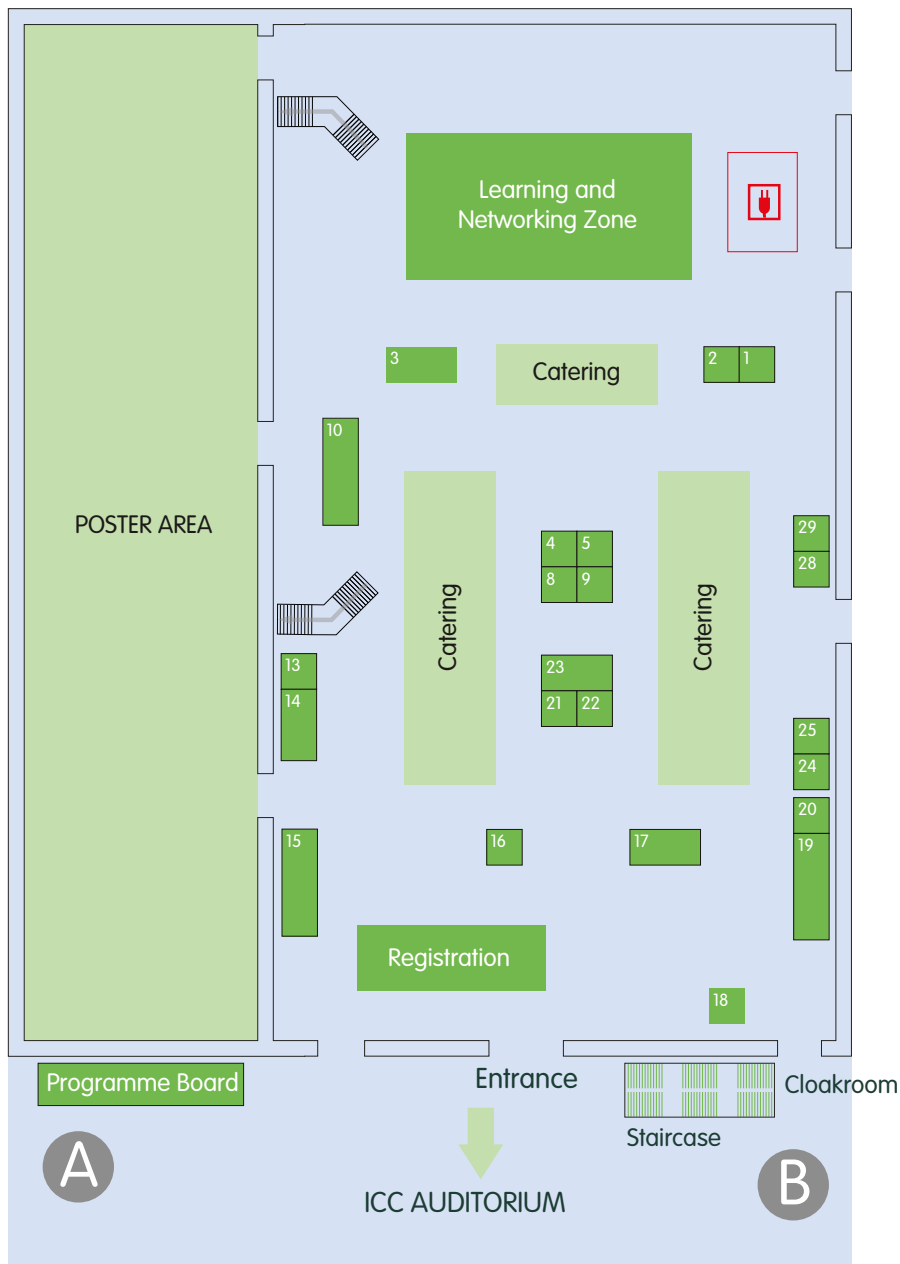 Learning and
Networking Zone
3
Catering
2
1
10
POSTER AREA
Catering
Catering
4
5
8
9
29
28
13
14
23
21
22
25
24
20
19
15
16
17
Registration
18
Programme Board
Entrance
Cloakroom
Staircase
A
B
ICC AUDITORIUM